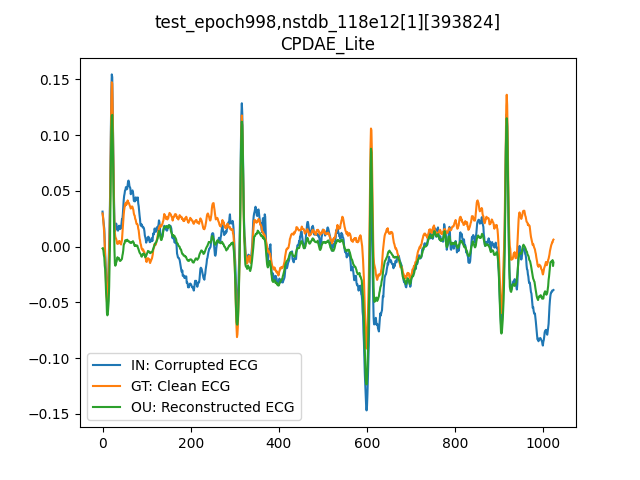 test_epoch998,nstdb_118e12[1][393824]
CPDAE_Lite
0.15
0.10
0.05
0.00
−0.05
−0.10
−0.15
IN: Corrupted ECG
GT: Clean ECG
OU: Reconstructed ECG
0 200 400 600 800 1000